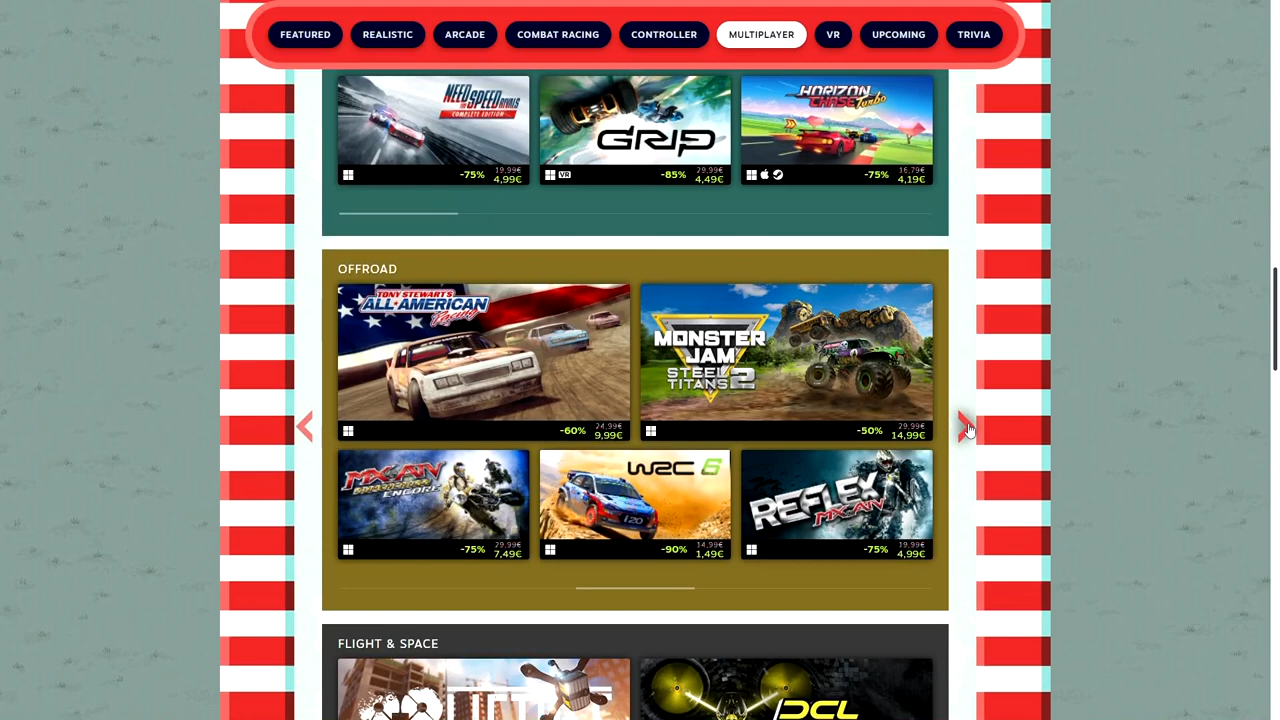 FEATURED REALISTIC ARCADE COMBAT RACING CONTROLLER MULTIPLAYER VR UPCOMING TRIVIA
NEED FOR SPEED RIVALS
COMPLETE EDITION
GRIP
HORIZON
CHASE Turbo
-75% 19,99€
4,99€
VR -85% 29,99€
4,49€
-75% 16,79€
4,19€
OFFROAD
TONY STEWART'S
ALL★AMERICAN
Racing
MONSTER
JAM
STEEL
TITANS 2
-60% 24,99€
9,99€
-50% 29,99€
14,99€
MX vs ATV
SUPERCROSS
ENCORE
WRC 6
i20
REFLEX
MX vs ATV
-75% 29,99€
7,49€
-90% 14,99€
1,49€
-75% 19,99€
4,99€
FLIGHT & SPACE
DCL